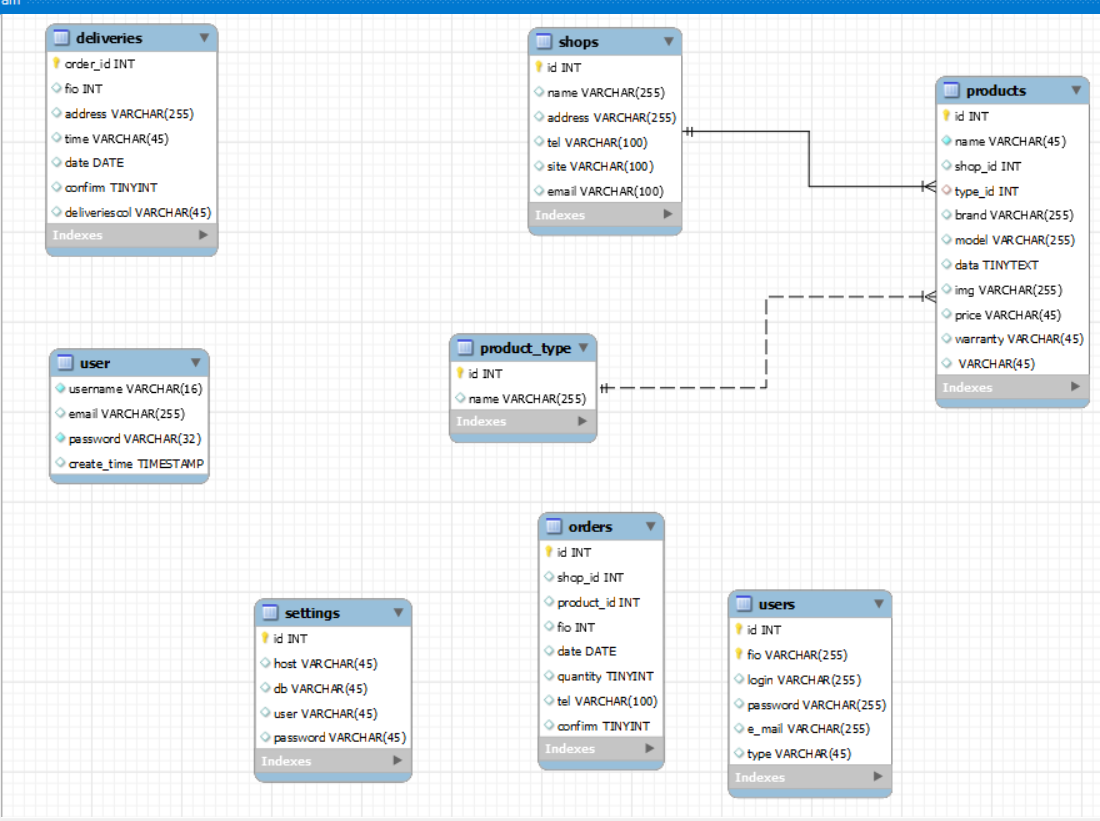 deliveries
order_id INT
fio INT
address VARCHAR(255)
time VARCHAR(45)
date DATE
confirm TINYINT
deliveriescol VARCHAR(45)
Indexes
shops
id INT
name VARCHAR(255)
address VARCHAR(255)
tel VARCHAR(100)
site VARCHAR(100)
email VARCHAR(100)
Indexes
products
id INT
name VARCHAR(45)
shop_id INT
type_id INT
brand VARCHAR(255)
model VARCHAR(255)
data TINYTEXT
img VARCHAR(255)
price VARCHAR(45)
warranty VARCHAR(45)
VARCHAR(45)
Indexes
user
username VARCHAR(16)
email VARCHAR(255)
password VARCHAR(32)
create_time TIMESTAMP
product_type
id INT
name VARCHAR(255)
Indexes
orders
id INT
shop_id INT
product_id INT
fio INT
date DATE
quantity TINYINT
tel VARCHAR(100)
confirm TINYINT
Indexes
settings
id INT
host VARCHAR(45)
db VARCHAR(45)
user VARCHAR(45)
password VARCHAR(45)
Indexes
users
id INT
fio VARCHAR(255)
login VARCHAR(255)
password VARCHAR(255)
e_mail VARCHAR(255)
type VARCHAR(45)
Indexes